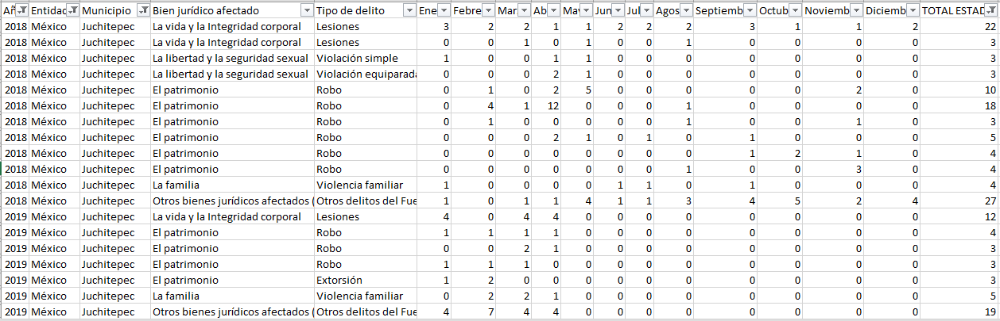 Añ Entidad Municipio Bien jurídico afectado Tipo de delito Ene Febre Mar Ab May Jun Jul Agos Septiemb Octub Noviemb Diciemb TOTAL ESTAD
2018 México Juchitepec La vida y la Integridad corporal Lesiones 3 2 2 1 1 2 2 2 3 1 1 2 22
2018 México Juchitepec La vida y la Integridad corporal Lesiones 0 0 1 0 1 0 0 1 0 0 0 0 3
2018 México Juchitepec La libertad y la seguridad sexual Violación simple 1 0 0 1 1 0 0 0 0 0 0 0 3
2018 México Juchitepec La libertad y la seguridad sexual Violación equiparada 0 0 0 2 1 0 0 0 0 0 0 0 3
2018 México Juchitepec El patrimonio Robo 0 1 0 2 5 0 0 0 0 0 2 0 10
2018 México Juchitepec El patrimonio Robo 0 4 1 12 0 0 0 1 0 0 0 0 18
2018 México Juchitepec El patrimonio Robo 0 1 0 0 0 0 0 1 0 0 1 0 3
2018 México Juchitepec El patrimonio Robo 0 0 0 2 1 0 1 0 1 0 0 0 5
2018 México Juchitepec El patrimonio Robo 0 0 0 0 0 0 0 0 1 2 1 0 4
2018 México Juchitepec El patrimonio Robo 0 0 0 0 0 0 0 1 0 0 3 0 4
2018 México Juchitepec La familia Violencia familiar 1 0 0 0 0 1 1 0 1 0 0 0 4
2018 México Juchitepec Otros bienes jurídicos afectados ( Otros delitos del Fue 1 0 1 1 4 1 1 3 4 5 2 4 27
2019 México Juchitepec La vida y la Integridad corporal Lesiones 4 0 4 4 0 0 0 0 0 0 0 0 12
2019 México Juchitepec El patrimonio Robo 1 1 1 1 0 0 0 0 0 0 0 0 4
2019 México Juchitepec El patrimonio Robo 0 0 2 1 0 0 0 0 0 0 0 0 3
2019 México Juchitepec El patrimonio Robo 1 1 1 0 0 0 0 0 0 0 0 0 3
2019 México Juchitepec El patrimonio Extorsión 1 2 0 0 0 0 0 0 0 0 0 0 3
2019 México Juchitepec La familia Violencia familiar 0 2 2 1 0 0 0 0 0 0 0 0 5
2019 México Juchitepec Otros bienes jurídicos afectados ( Otros delitos del Fue 4 7 4 4 0 0 0 0 0 0 0 0 19